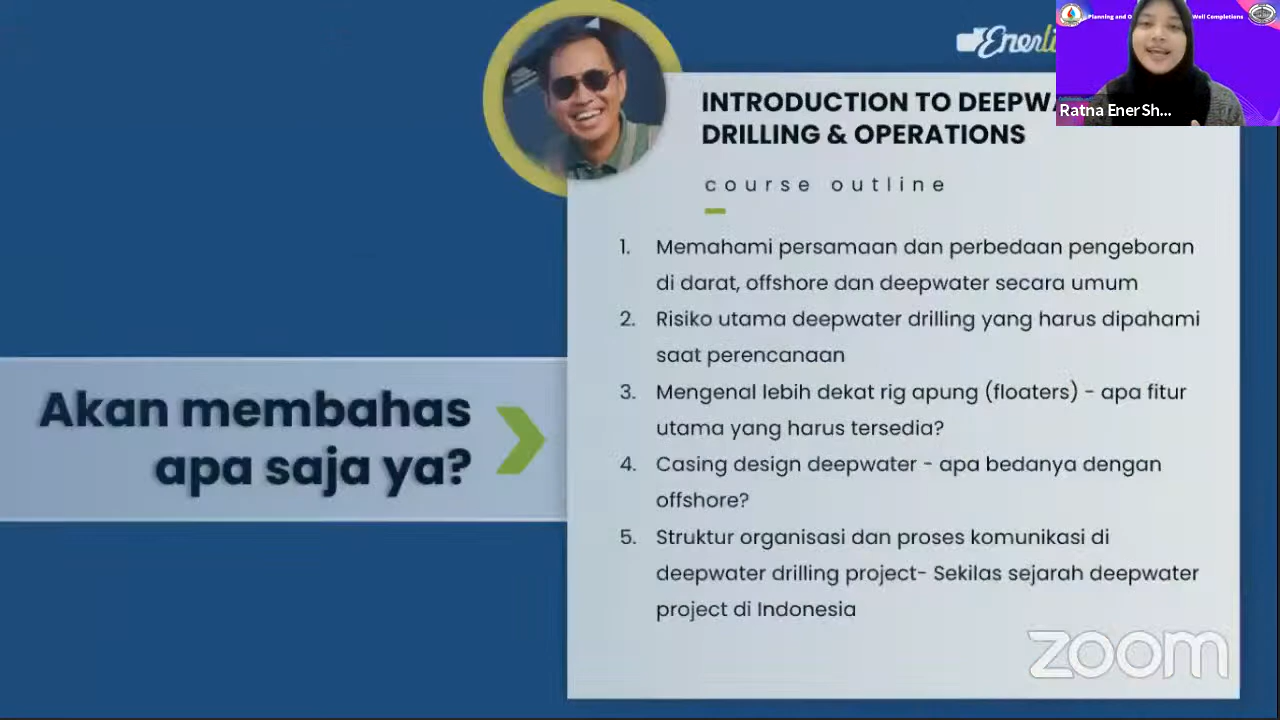 Enerli
Planning and O
Well Completions
Ratna Ener Sh...
INTRODUCTION TO
DRILLING & OPERATIONS
course outline
1. Memahami persamaan dan perbedaan pengeboran
di darat, offshore dan deepwater secara umum
2. Risiko utama deepwater drilling yang harus dipahami
saat perencanaan
3. Mengenal lebih dekat rig apung (floaters) - apa fitur
utama yang harus tersedia?
4. Casing design deepwater - apa bedanya dengan
offshore?
5. Struktur organisasi dan proses komunikasi di
deepwater drilling project- Sekilas sejarah deepwater
project di Indonesia
Akan membahas
apa saja ya?
zoom